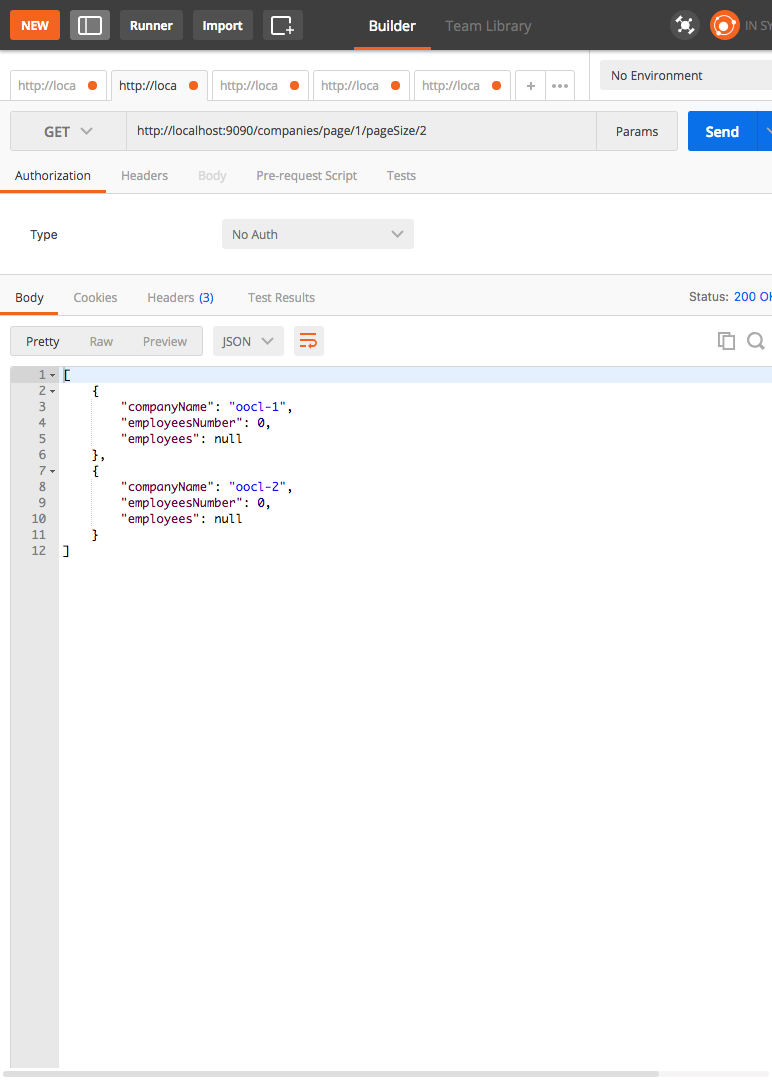 NEW Runner Import Builder Team Library IN SY
http://loca http://loca http://loca http://loca http://loca + ••• No Environment
GET http://localhost:9090/companies/page/1/pageSize/2 Params Send
Authorization Headers Body Pre-request Script Tests
Type No Auth
Body Cookies Headers (3) Test Results Status: 200 OK
Pretty Raw Preview JSON
1 [
2 {
3 "companyName": "oocl-1",
4 "employeesNumber": 0,
5 "employees": null
6 },
7 {
8 "companyName": "oocl-2",
9 "employeesNumber": 0,
10 "employees": null
11 }
12 ]